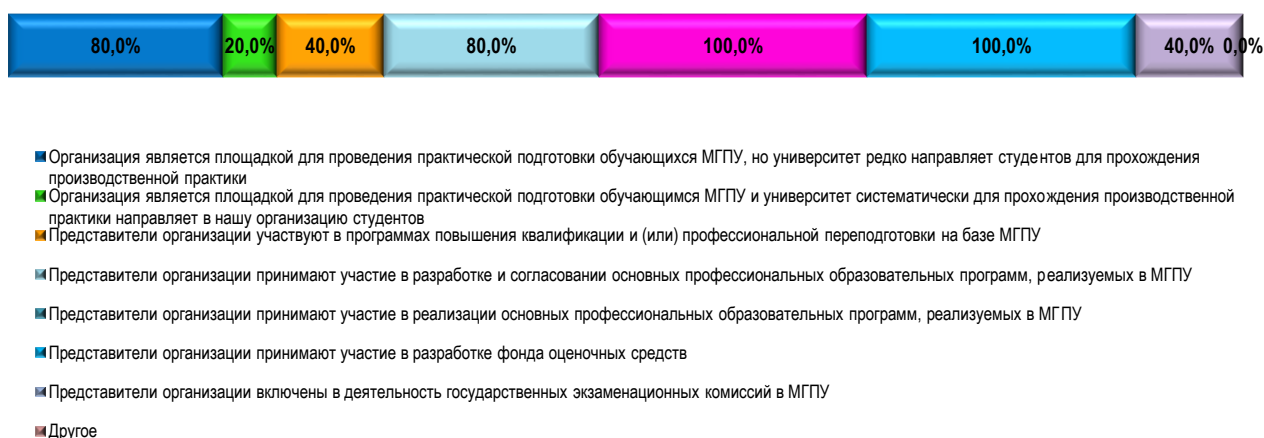 80,0% 20,0% 40,0% 80,0% 100,0% 100,0% 40,0% 0,0%
Организация является площадкой для проведения практической подготовки обучающихся МГПУ, но университет редко направляет студентов для прохождения
производственной практики
Организация является площадкой для проведения практической подготовки обучающимся МГПУ и университет систематически для прохождения производственной
практики направляет в нашу организацию студентов
Представители организации участвуют в программах повышения квалификации и (или) профессиональной переподготовки на базе МГПУ
Представители организации принимают участие в разработке и согласовании основных профессиональных образовательных программ, реализуемых в МГПУ
Представители организации принимают участие в реализации основных профессиональных образовательных программ, реализуемых в МГПУ
Представители организации принимают участие в разработке фонда оценочных средств
Представители организации включены в деятельность государственных экзаменационных комиссий в МГПУ
Другое